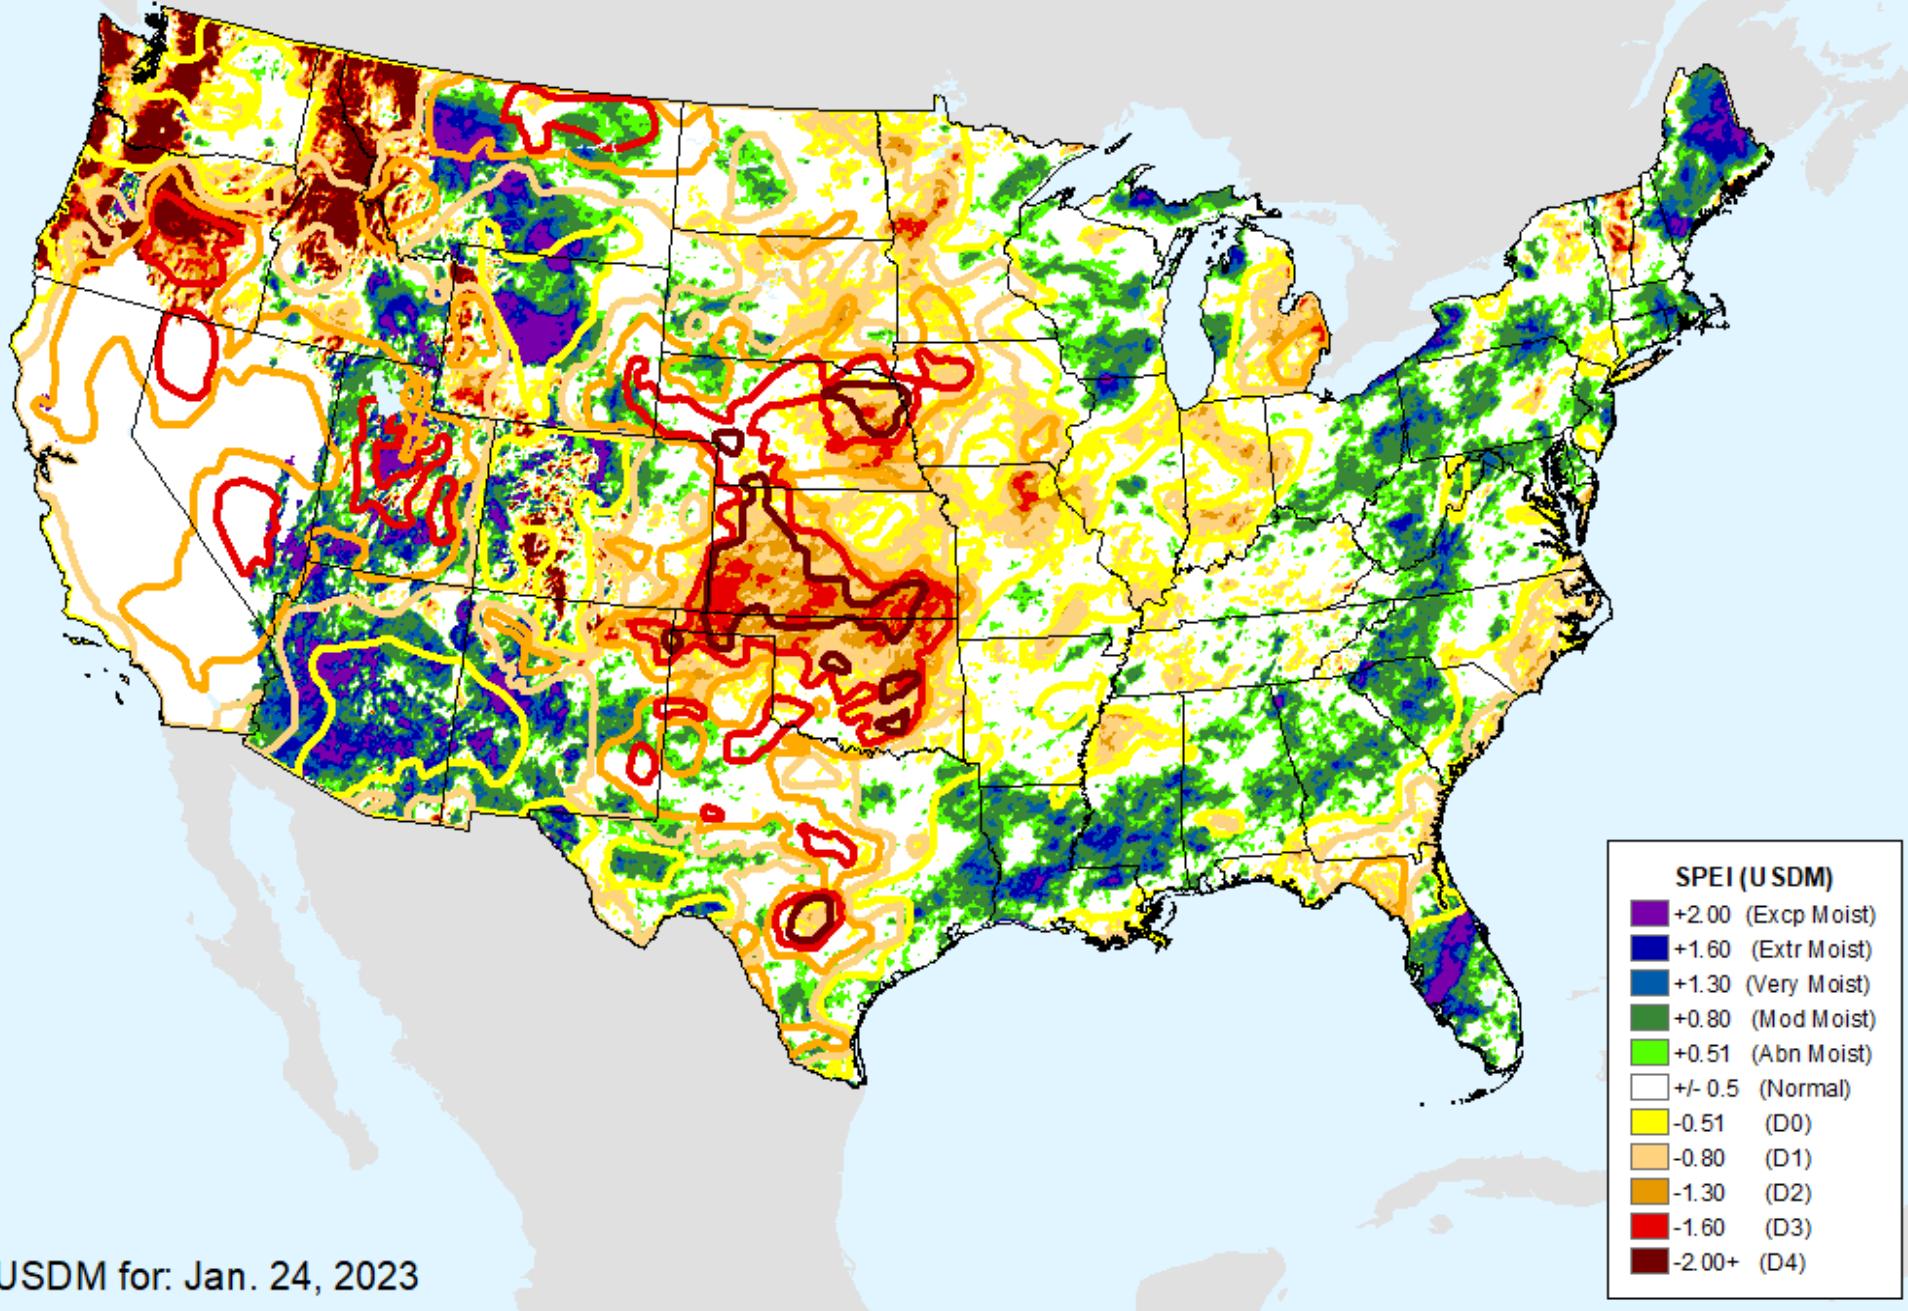 SPEI (USDM)
+2.00 (Excp Moist)
+1.60 (Extr Moist)
+1.30 (Very Moist)
+0.80 (Mod Moist)
+0.51 (Abn Moist)
+/- 0.5 (Normal)
-0.51 (D0)
-0.80 (D1)
-1.30 (D2)
-1.60 (D3)
-2.00+ (D4)
USDM for: Jan. 24, 2023